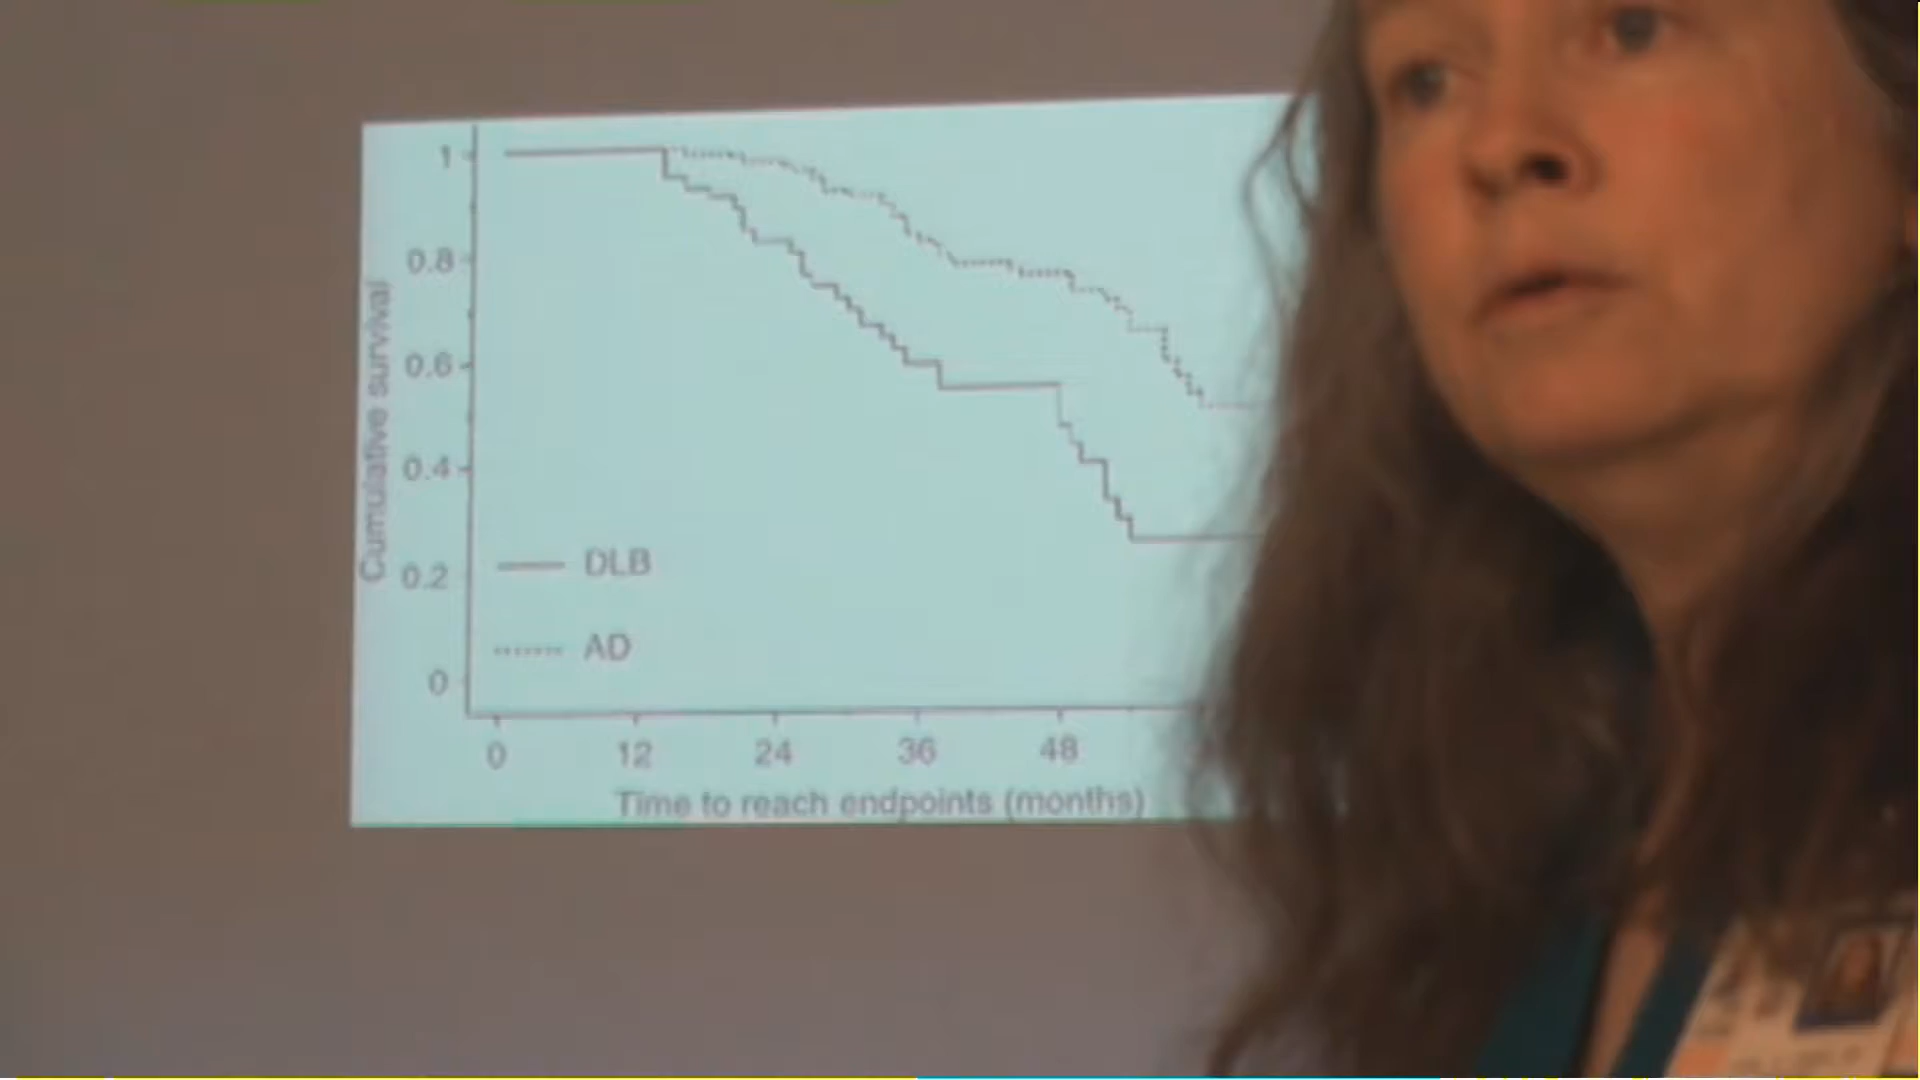 1
0.8
0.6
0.4
0.2
0
Cumulative survival
DLB
AD
0 12 24 36 48
Time to reach endpoints (months)